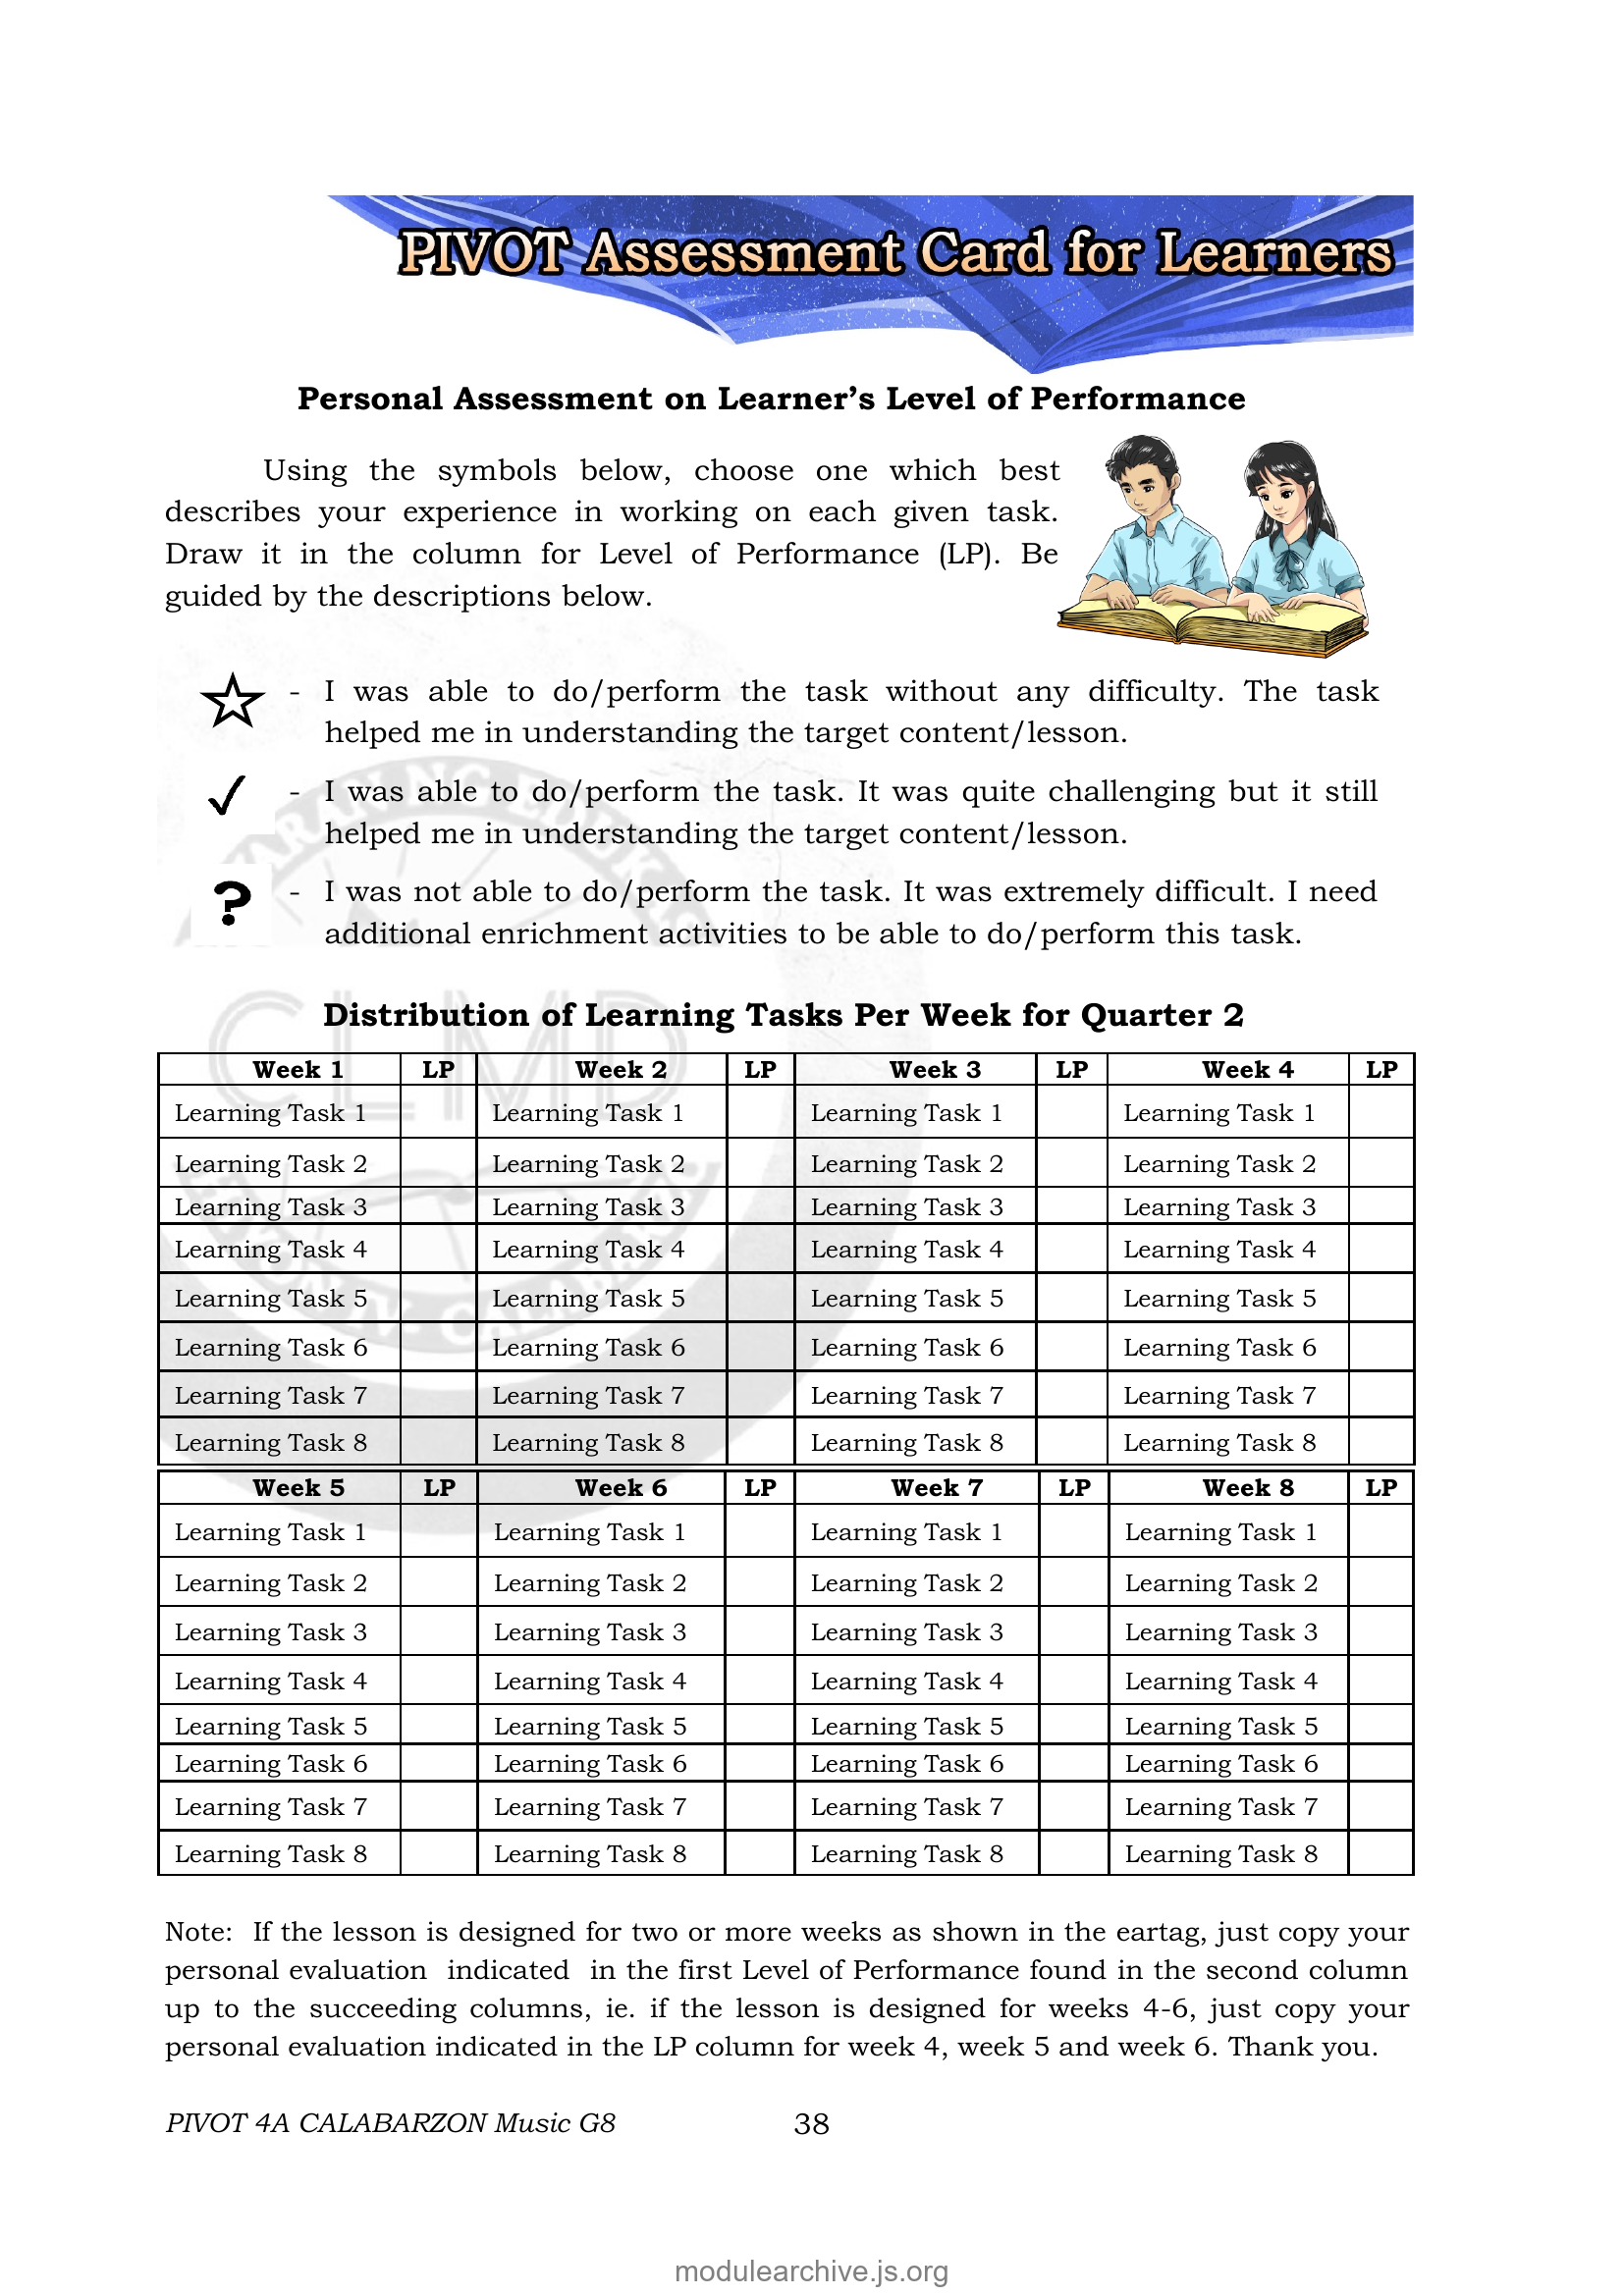 PIVOT Assessment Card for Learners
Personal Assessment on Learner’s Level of Performance
Using the symbols below, choose one which best
describes your experience in working on each given task.
Draw it in the column for Level of Performance (LP). Be
guided by the descriptions below.
- I was able to do/perform the task without any difficulty. The task
helped me in understanding the target content/lesson.
✓ - I was able to do/perform the task. It was quite challenging but it still
helped me in understanding the target content/lesson.
? - I was not able to do/perform the task. It was extremely difficult. I need
additional enrichment activities to be able to do/perform this task.
CLMD
Distribution of Learning Tasks Per Week for Quarter 2
Week 1 LP Week 2 LP Week 3 LP Week 4 LP
Learning Task 1 Learning Task 1 Learning Task 1 Learning Task 1
Learning Task 2 Learning Task 2 Learning Task 2 Learning Task 2
Learning Task 3 Learning Task 3 Learning Task 3 Learning Task 3
Learning Task 4 Learning Task 4 Learning Task 4 Learning Task 4
Learning Task 5 Learning Task 5 Learning Task 5 Learning Task 5
Learning Task 6 Learning Task 6 Learning Task 6 Learning Task 6
Learning Task 7 Learning Task 7 Learning Task 7 Learning Task 7
Learning Task 8 Learning Task 8 Learning Task 8 Learning Task 8
Week 5 LP Week 6 LP Week 7 LP Week 8 LP
Learning Task 1 Learning Task 1 Learning Task 1 Learning Task 1
Learning Task 2 Learning Task 2 Learning Task 2 Learning Task 2
Learning Task 3 Learning Task 3 Learning Task 3 Learning Task 3
Learning Task 4 Learning Task 4 Learning Task 4 Learning Task 4
Learning Task 5 Learning Task 5 Learning Task 5 Learning Task 5
Learning Task 6 Learning Task 6 Learning Task 6 Learning Task 6
Learning Task 7 Learning Task 7 Learning Task 7 Learning Task 7
Learning Task 8 Learning Task 8 Learning Task 8 Learning Task 8
Note: If the lesson is designed for two or more weeks as shown in the eartag, just copy your
personal evaluation indicated in the first Level of Performance found in the second column
up to the succeeding columns, ie. if the lesson is designed for weeks 4-6, just copy your
personal evaluation indicated in the LP column for week 4, week 5 and week 6. Thank you.
PIVOT 4A CALABARZON Music G8 38
modulearchive.js.org